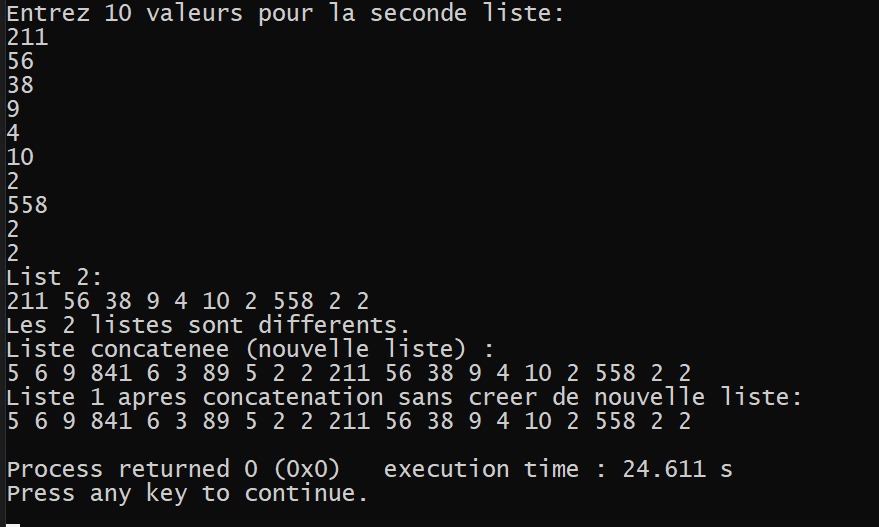 Entrez 10 valeurs pour la seconde liste:
211
56
38
9
4
10
2
558
2
2
List 2:
211 56 38 9 4 10 2 558 2 2
Les 2 listes sont differents.
Liste concatenee (nouvelle liste) :
5 6 9 841 6 3 89 5 2 2 211 56 38 9 4 10 2 558 2 2
Liste 1 apres concatenation sans creer de nouvelle liste:
5 6 9 841 6 3 89 5 2 2 211 56 38 9 4 10 2 558 2 2
Process returned 0 (0x0)   execution time : 24.611 s
Press any key to continue.